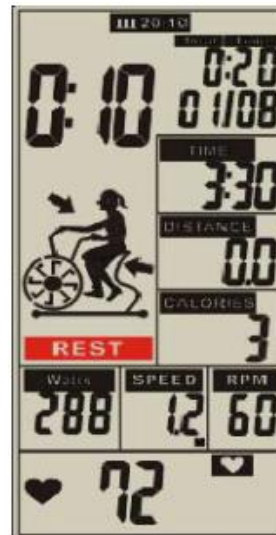 20-10
0:20
0:10
01/08
TIME
3:30
DISTANCE
0.0
CALORIES
3
REST
Watts SPEED RPM
288 1.2 60
72